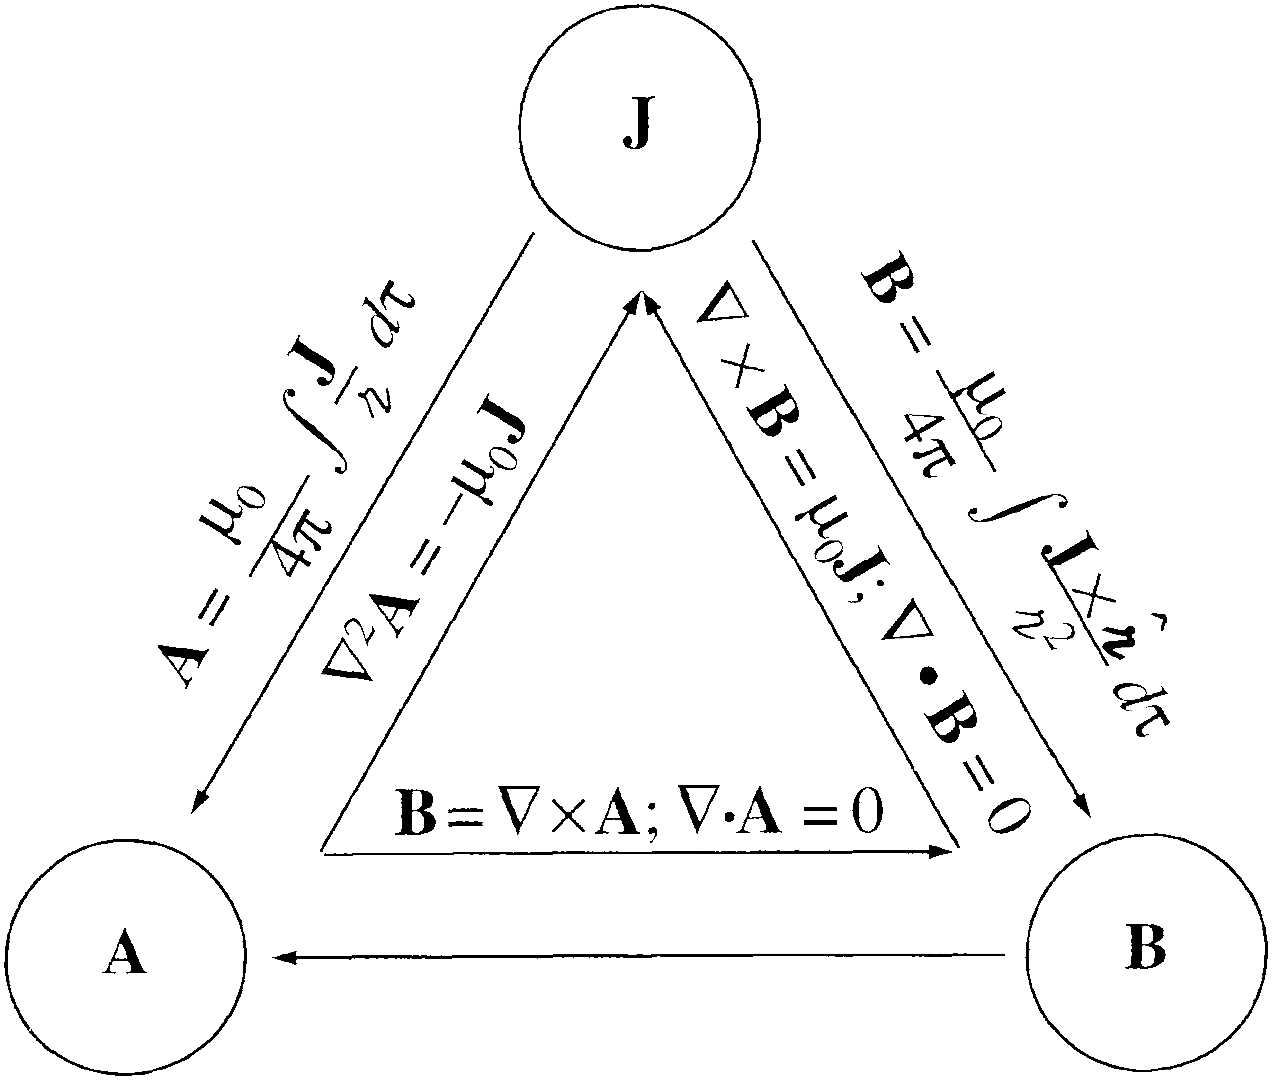 J
A = μ₀/4π ∫ J/𝓇 dτ
∇²A = −μ₀J
∇ × B = μ₀J; ∇ • B = 0
B = μ₀/4π ∫ J × 𝓇̂/𝓇² dτ
B = ∇ × A; ∇ · A = 0
A
B